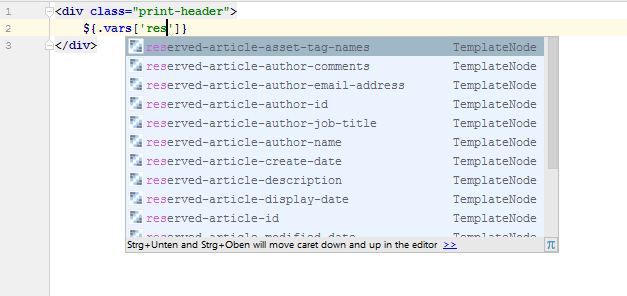 1 <div class="print-header">
2 ${.vars['res']}
3 </div>
reserved-article-asset-tag-names TemplateNode
reserved-article-author-comments TemplateNode
reserved-article-author-email-address TemplateNode
reserved-article-author-id TemplateNode
reserved-article-author-job-title TemplateNode
reserved-article-author-name TemplateNode
reserved-article-create-date TemplateNode
reserved-article-description TemplateNode
reserved-article-display-date TemplateNode
reserved-article-id TemplateNode
reserved-article-modified-date TemplateNode
Strg+Unten and Strg+Oben will move caret down and up in the editor >> π